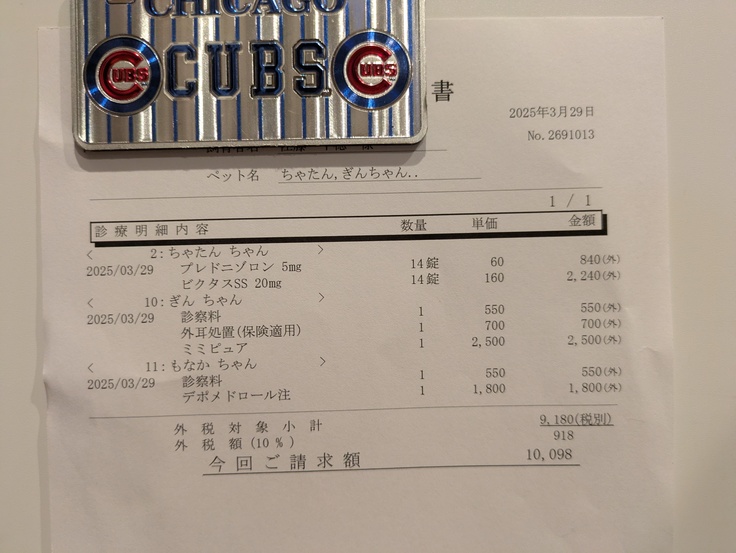 CHICAGO
CUBS
CUBS
CUBS
書
2025年3月29日
No.2691013
ペット名 ちゃたん,ぎんちゃん..
1 / 1
診療明細内容 数量 単価 金額
< 2:ちゃたん ちゃん >
2025/03/29 プレドニゾロン 5mg 14錠 60 840(外)
ビクタスSS 20mg 14錠 160 2,240(外)
< 10:ぎん ちゃん >
2025/03/29 診察料 1 550 550(外)
外耳処置(保険適用) 1 700 700(外)
ミミピュア 1 2,500 2,500(外)
< 11:もなか ちゃん >
2025/03/29 診察料 1 550 550(外)
デポメドロール注 1 1,800 1,800(外)
外税対象小計 9,180(税別)
外税額(10%) 918
今回ご請求額 10,098